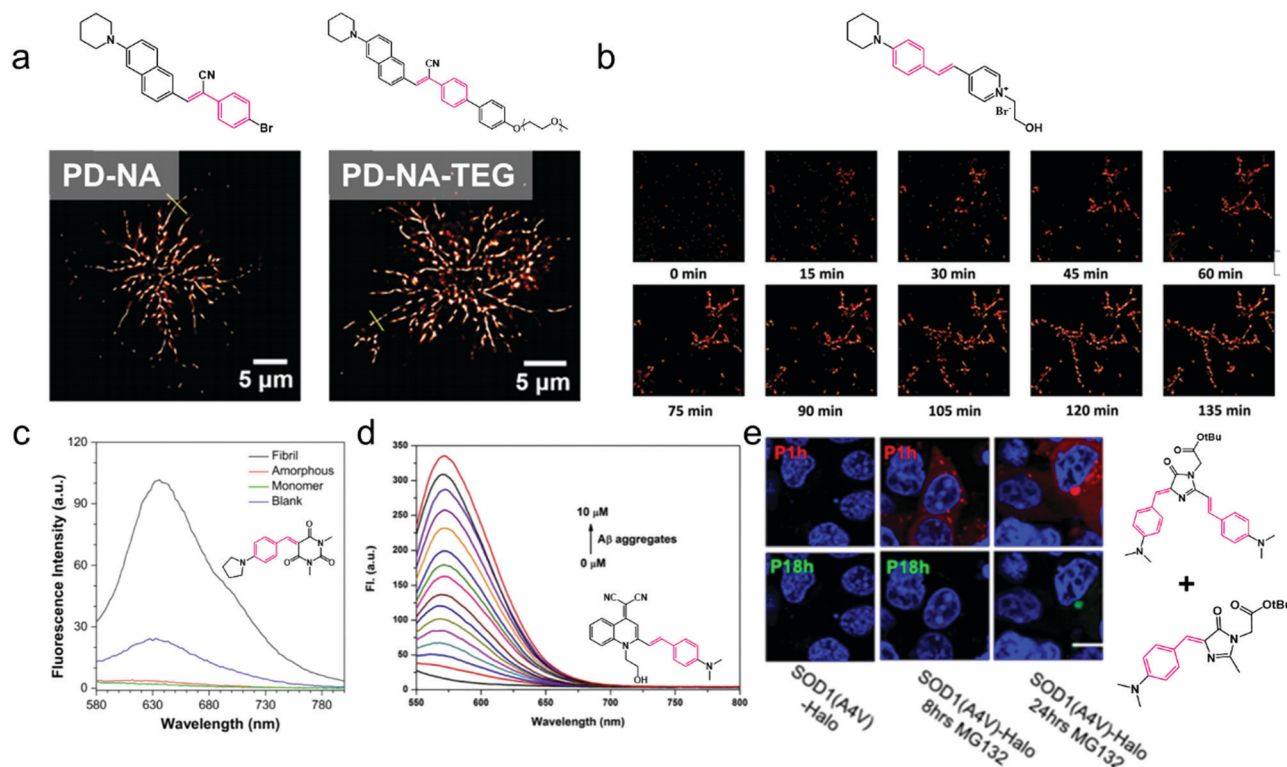 a
N
CN
Br
N
CN
O
O
PD-NA
PD-NA-TEG
5 μm
5 μm
b
N
N+
Br-
OH
0 min
15 min
30 min
45 min
60 min
75 min
90 min
105 min
120 min
135 min
c
Fluorescence Intensity (a.u.)
120
90
60
30
0
580
630
680
730
780
Wavelength (nm)
Fibril
Amorphous
Monomer
Blank
N
O
N
O
N
O
d
FI. (a.u.)
350
300
250
200
150
100
50
0
550
600
650
700
750
800
Wavelength (nm)
10 μM
Aβ aggregates
0 μM
NC
CN
N
OH
N
e
P1h
P1h
P18h
SOD1(A4V)
-Halo
SOD1(A4V)-Halo
8hrs MG132
SOD1(A4V)-Halo
24hrs MG132
OtBu
O
O
N
N
N
N
+
OtBu
O
O
N
N
N